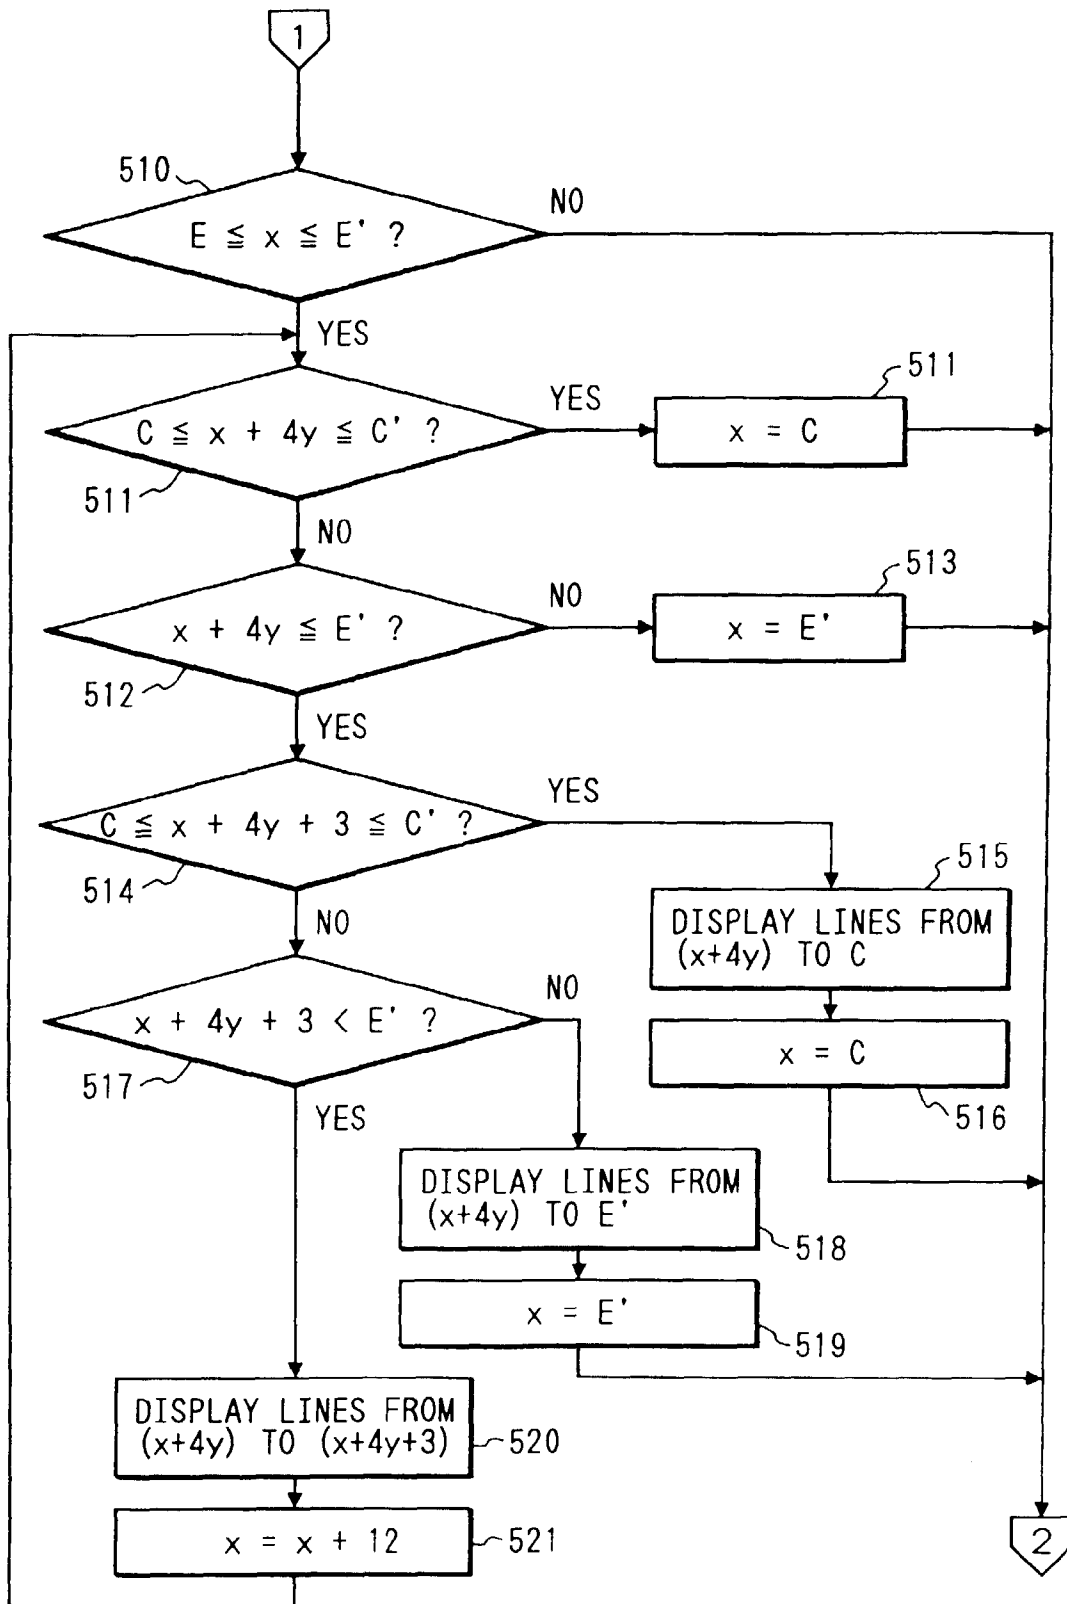 1
510
E ≦ x ≦ E' ?
NO
YES
C ≦ x + 4y ≦ C' ?
YES
511
x = C
511
NO
x + 4y ≦ E' ?
NO
513
x = E'
512
YES
C ≦ x + 4y + 3 ≦ C' ?
YES
514
515
DISPLAY LINES FROM
(x+4y) TO C
NO
x + 4y + 3 < E' ?
NO
x = C
517
516
YES
DISPLAY LINES FROM
(x+4y) TO E'
518
x = E'
519
DISPLAY LINES FROM
(x+4y) TO (x+4y+3)
520
x = x + 12
521
2